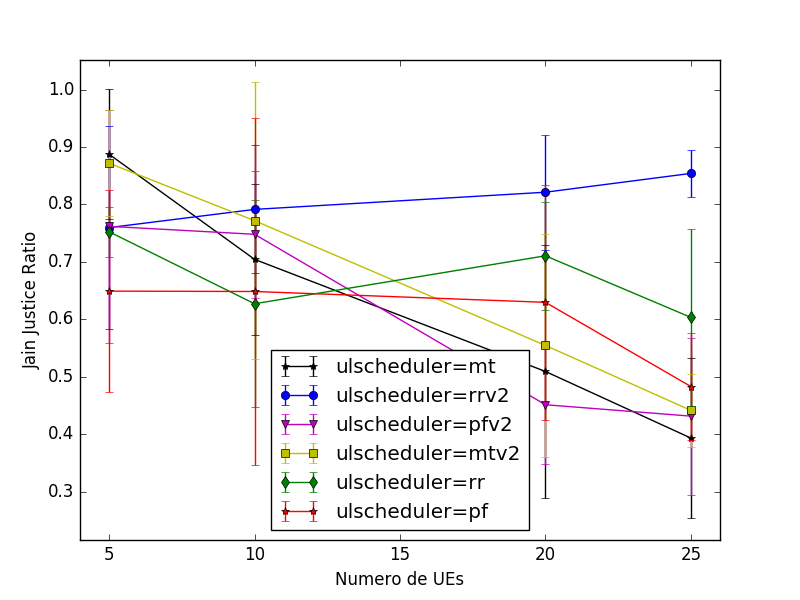 1.0
0.9
0.8
0.7
0.6
0.5
0.4
0.3
Jain Justice Ratio
ulscheduler=mt
ulscheduler=rrv2
ulscheduler=pfv2
ulscheduler=mtv2
ulscheduler=rr
ulscheduler=pf
5 10 15 20 25
Numero de UEs